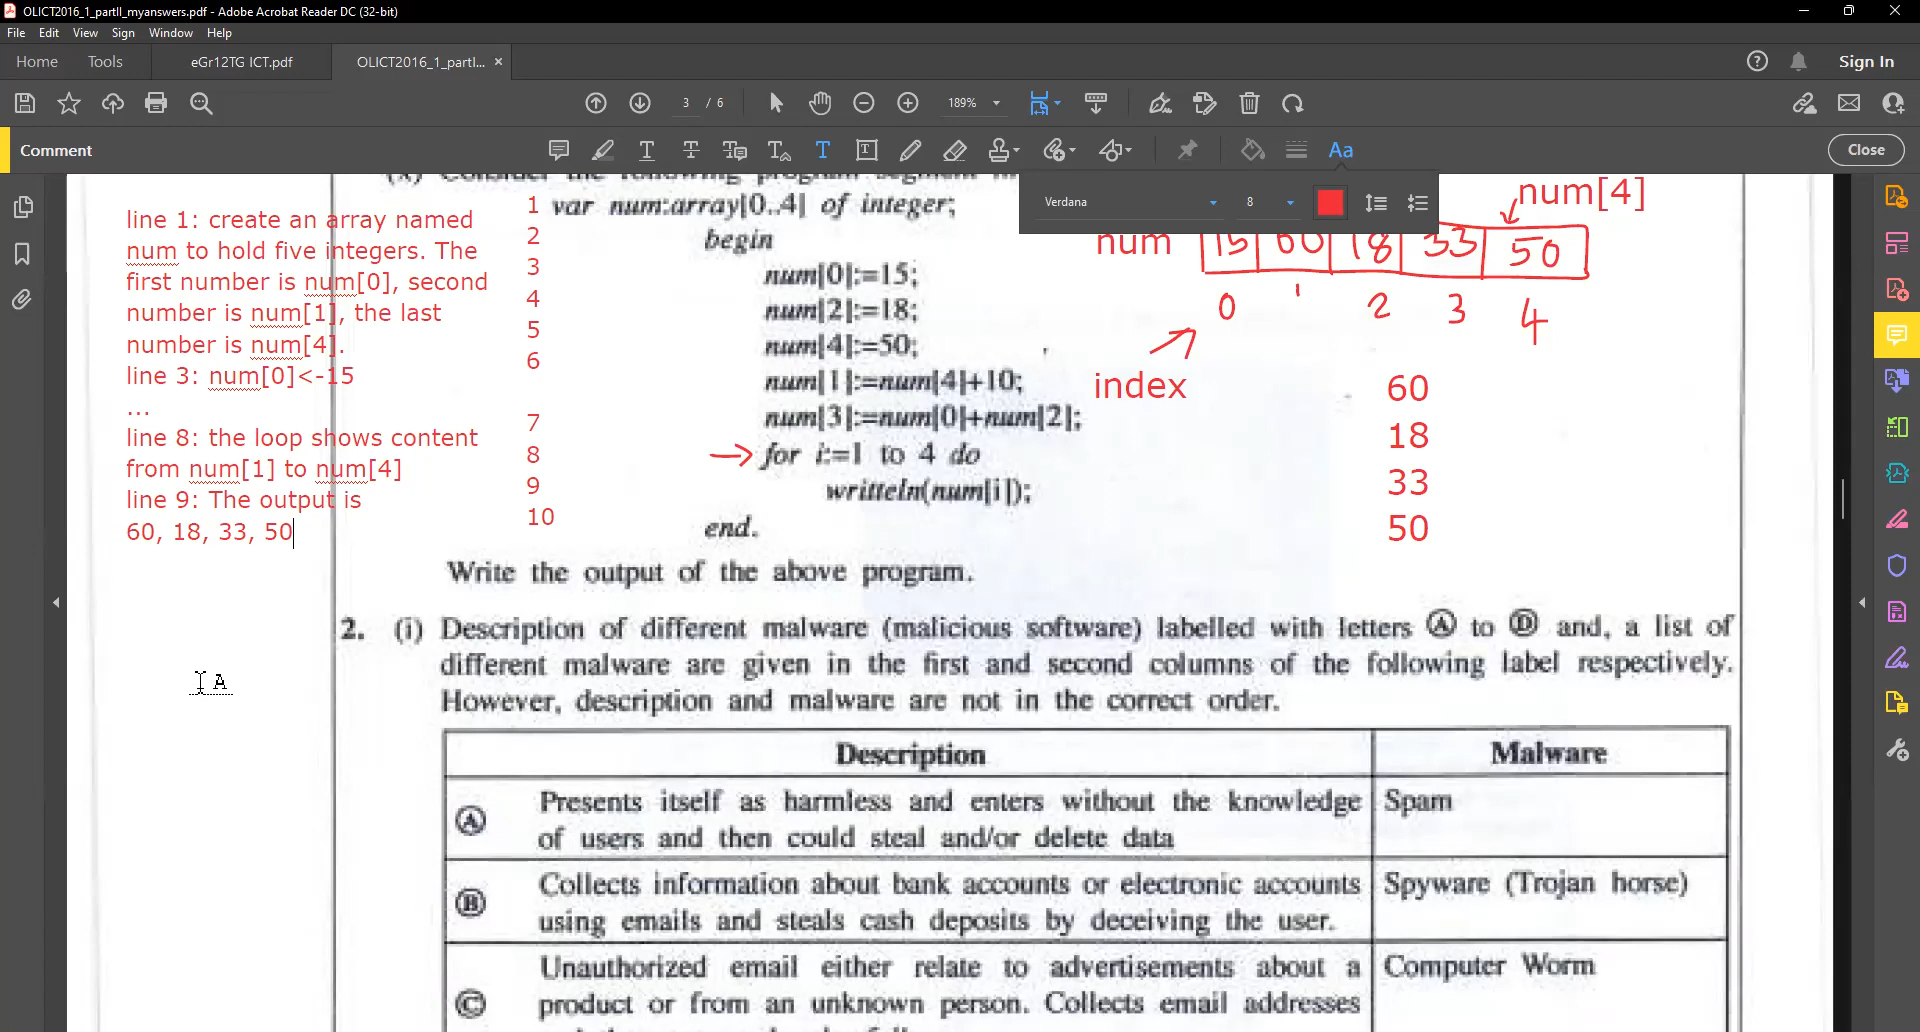 OLICT2016_1_partII_myanswers.pdf - Adobe Acrobat Reader DC (32-bit)
File Edit View Sign Window Help
Home Tools eGr12TG ICT.pdf OLICT2016_1_partI... × Sign In
3 / 6 189%
Comment Close
Verdana 8
line 1: create an array named
num to hold five integers. The
first number is num[0], second
number is num[1], the last
number is num[4].
line 3: num[0]<-15
...
line 8: the loop shows content
from num[1] to num[4]
line 9: The output is
60, 18, 33, 50
1 var num:array[0..4] of integer;
2 begin
3 num[0]:=15;
4 num[2]:=18;
5 num[4]:=50;
6 num[1]:=num[4]+10;
7 num[3]:=num[0]+num[2];
8 for i:=1 to 4 do
9 writteln(num[i]);
10 end.
num[4]
num 15 60 18 33 50
0 1 2 3 4
index
60
18
33
50
Write the output of the above program.
2. (i) Description of different malware (malicious software) labelled with letters Ⓐ to Ⓓ and, a list of
different malware are given in the first and second columns of the following label respectively.
However, description and malware are not in the correct order.
Description Malware
Ⓐ Presents itself as harmless and enters without the knowledge
of users and then could steal and/or delete data
Spam
Ⓑ Collects information about bank accounts or electronic accounts
using emails and steals cash deposits by deceiving the user.
Spyware (Trojan horse)
Ⓒ Unauthorized email either relate to advertisements about a
product or from an unknown person. Collects email addresses
Computer Worm